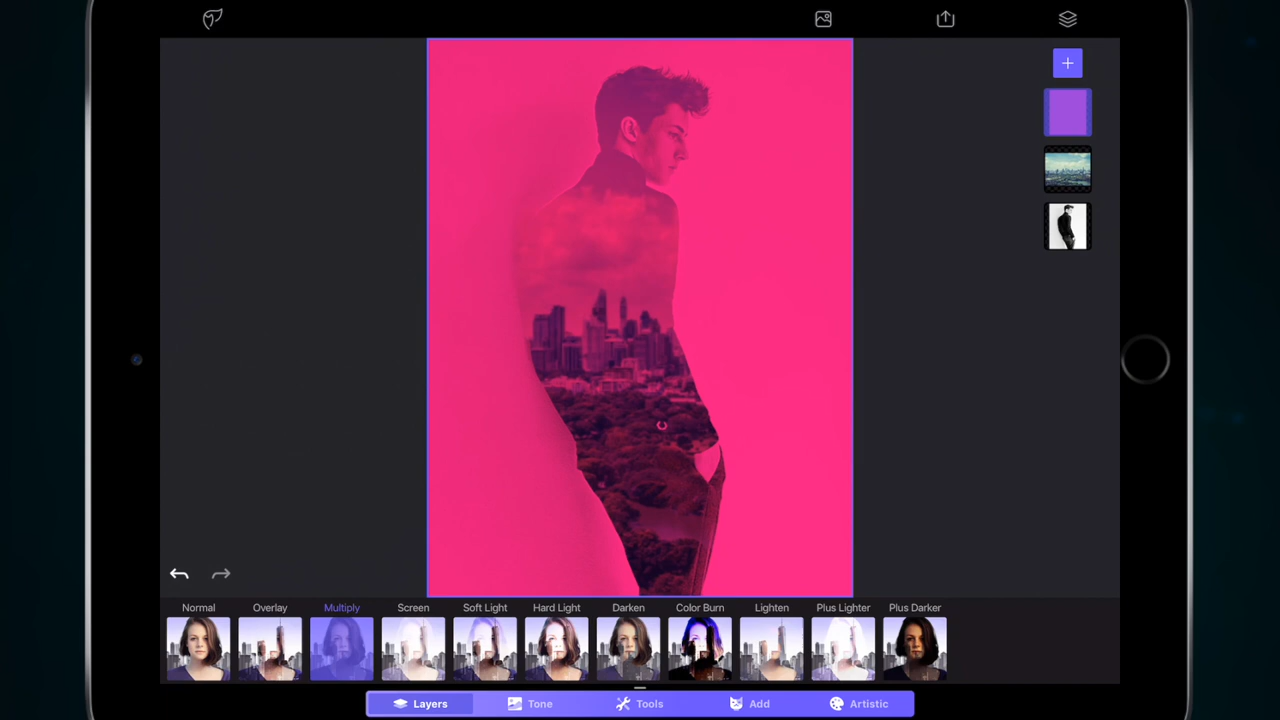 Normal Overlay Multiply Screen Soft Light Hard Light Darken Color Burn Lighten Plus Lighter Plus Darker
Layers Tone Tools Add Artistic